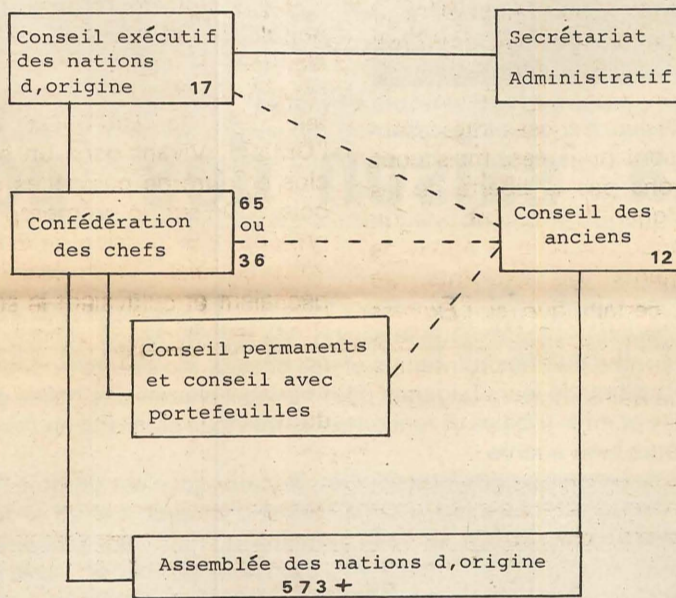 Conseil exécutif
des nations
d,origine 17
Secrétariat
Administratif
Confédération
des chefs
65
ou
36
Conseil des
anciens
12
Conseil permanents
et conseil avec
portefeuilles
Assemblée des nations d,origine
573+